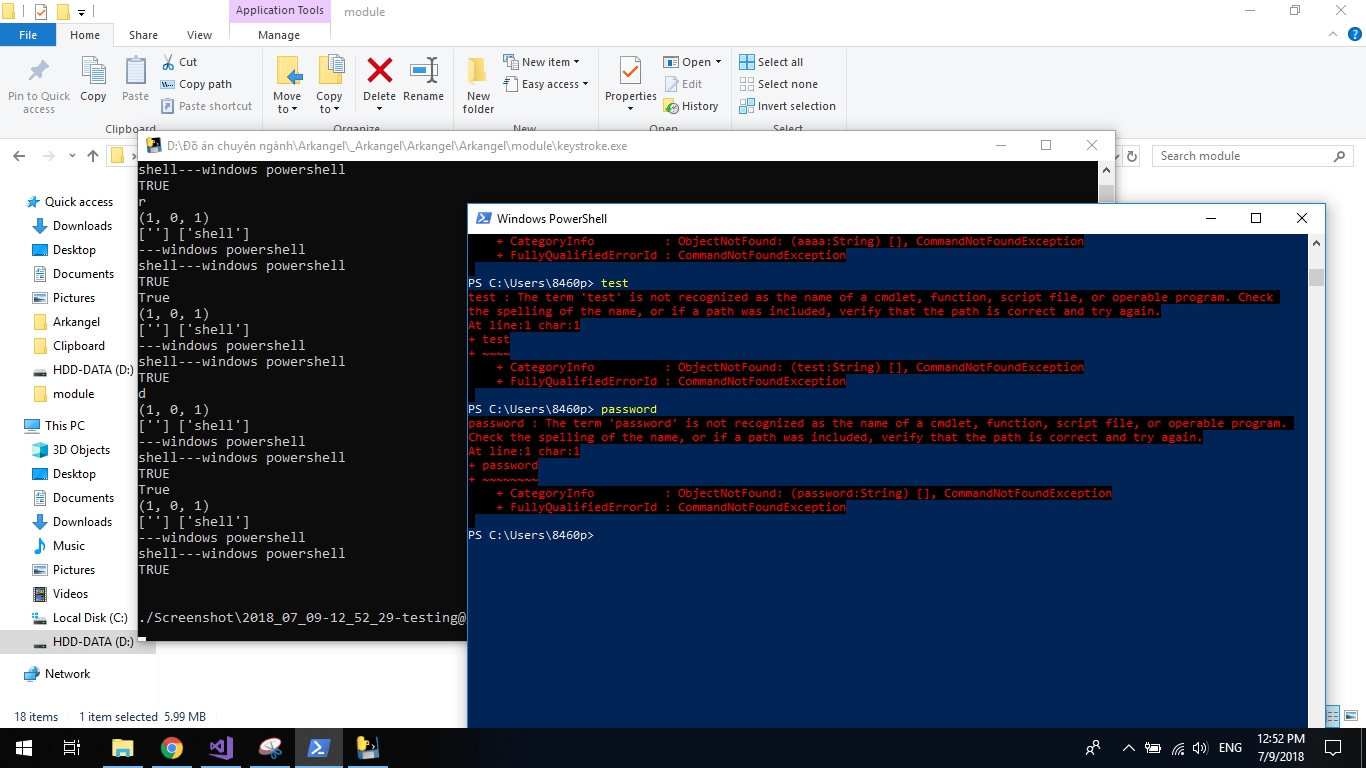 Application Tools
module
File
Home
Share
View
Manage
Pin to Quick access
Copy
Paste
Cut
Copy path
Paste shortcut
Clipboard
Move to
Copy to
Delete
Rename
Organize
New folder
New item
Easy access
New
Properties
Open
Edit
History
Open
Select all
Select none
Invert selection
Select
Search module
Quick access
Downloads
Desktop
Documents
Pictures
Arkangel
Clipboard
HDD-DATA (D:)
module
This PC
3D Objects
Desktop
Documents
Downloads
Music
Pictures
Videos
Local Disk (C:)
HDD-DATA (D:)
Network
18 items
1 item selected 5.99 MB
D:\Đồ án chuyên ngành\Arkangel\_Arkangel\Arkangel\Arkangel\module\keystroke.exe
shell---windows powershell
TRUE
r
(1, 0, 1)
[''] ['shell']
---windows powershell
shell---windows powershell
TRUE
True
(1, 0, 1)
[''] ['shell']
---windows powershell
shell---windows powershell
TRUE
d
(1, 0, 1)
[''] ['shell']
---windows powershell
shell---windows powershell
TRUE
True
(1, 0, 1)
[''] ['shell']
---windows powershell
shell---windows powershell
TRUE
./Screenshot\2018_07_09-12_52_29-testing@
Windows PowerShell
+ CategoryInfo : ObjectNotFound: (aaaa:String) [], CommandNotFoundException
+ FullyQualifiedErrorId : CommandNotFoundException
PS C:\Users\8460p> test
test : The term 'test' is not recognized as the name of a cmdlet, function, script file, or operable program. Check
the spelling of the name, or if a path was included, verify that the path is correct and try again.
At line:1 char:1
+ test
+ ~~~~
+ CategoryInfo : ObjectNotFound: (test:String) [], CommandNotFoundException
+ FullyQualifiedErrorId : CommandNotFoundException
PS C:\Users\8460p> password
password : The term 'password' is not recognized as the name of a cmdlet, function, script file, or operable program.
Check the spelling of the name, or if a path was included, verify that the path is correct and try again.
At line:1 char:1
+ password
+ ~~~~~~~~
+ CategoryInfo : ObjectNotFound: (password:String) [], CommandNotFoundException
+ FullyQualifiedErrorId : CommandNotFoundException
PS C:\Users\8460p>
ENG
12:52 PM
7/9/2018